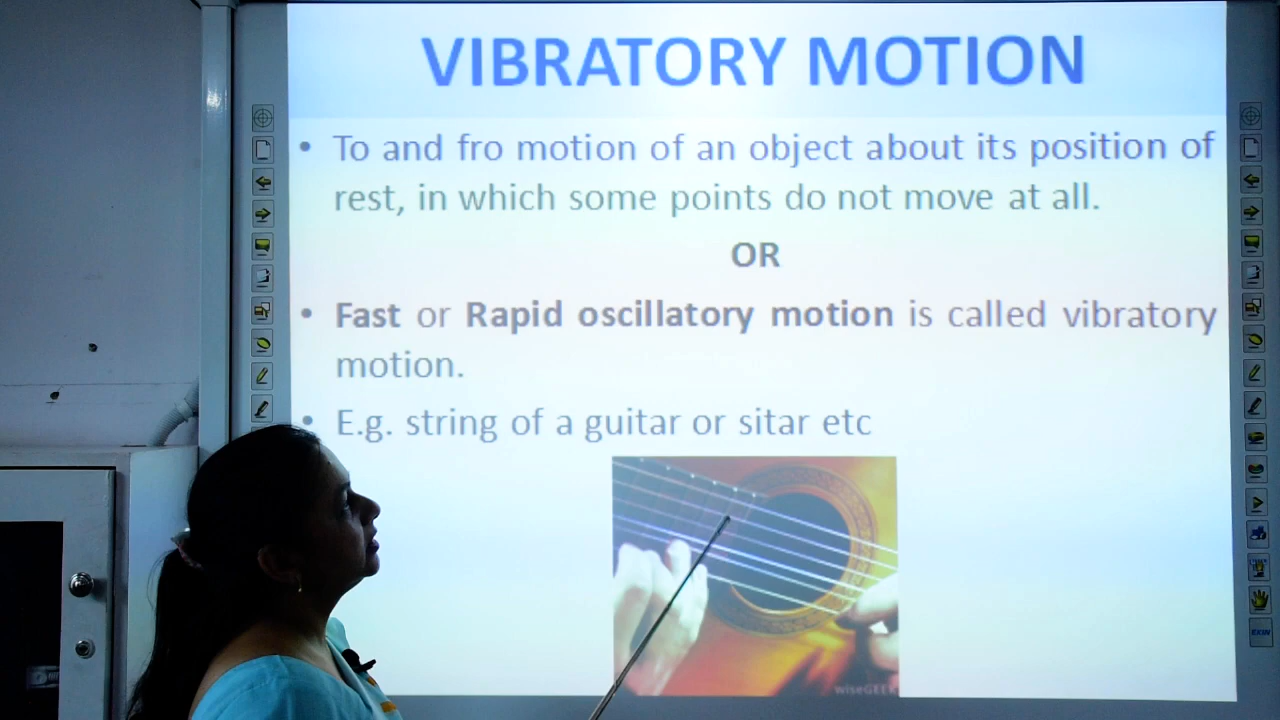 VIBRATORY MOTION
• To and fro motion of an object about its position of
rest, in which some points do not move at all.
OR
• Fast or Rapid oscillatory motion is called vibratory
motion.
• E.g. string of a guitar or sitar etc
wiseGEEK